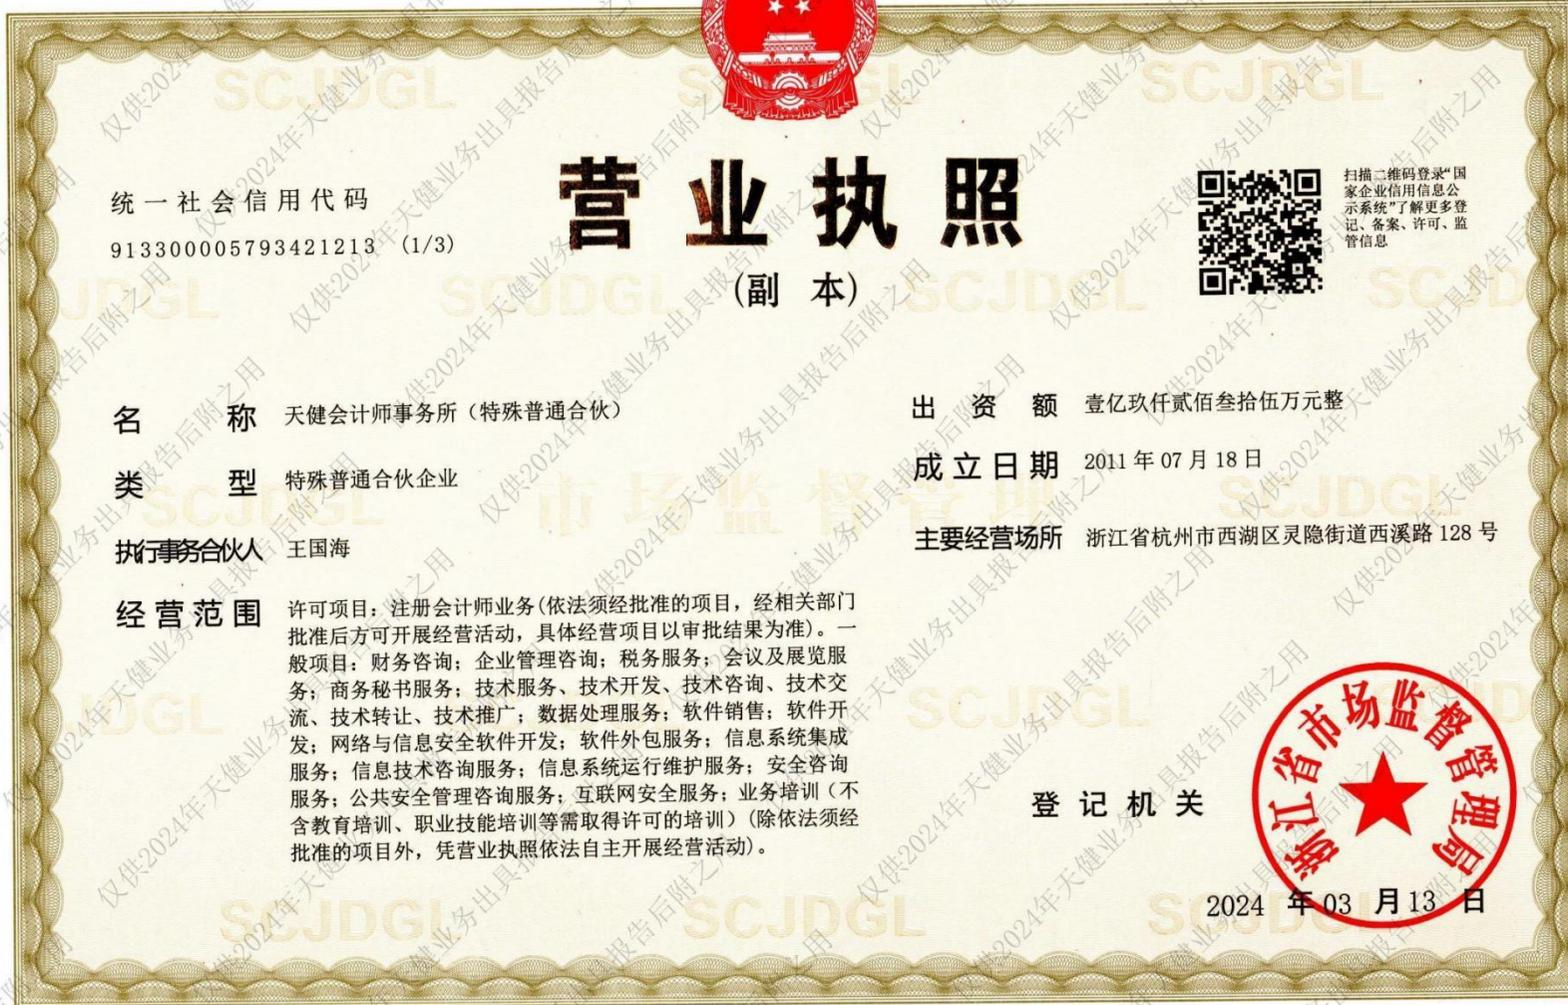 营业执照
(副 本)
统一社会信用代码
913300005793421213 (1/3)
扫描二维码登录“国
家企业信用信息公
示系统”了解更多登
记、备案、许可、监
管信息
名 称 天健会计师事务所（特殊普通合伙）
类 型 特殊普通合伙企业
执行事务合伙人 王国海
经营范围 许可项目：注册会计师业务(依法须经批准的项目，经相关部门
批准后方可开展经营活动，具体经营项目以审批结果为准)。一
般项目：财务咨询；企业管理咨询；税务服务；会议及展览服
务；商务秘书服务；技术服务、技术开发、技术咨询、技术交
流、技术转让、技术推广；数据处理服务；软件销售；软件开
发；网络与信息安全软件开发；软件外包服务；信息系统集成
服务；信息技术咨询服务；信息系统运行维护服务；安全咨询
服务；公共安全管理咨询服务；互联网安全服务；业务培训（不
含教育培训、职业技能培训等需取得许可的培训）(除依法须经
批准的项目外，凭营业执照依法自主开展经营活动)。
出 资 额 壹亿玖仟贰佰叁拾伍万元整
成立日期 2011 年 07 月 18 日
主要经营场所 浙江省杭州市西湖区灵隐街道西溪路 128 号
登记机关
浙江省市场监督管理局
2024 年 03 月 13 日
市场监督管理
SCJDGL
仅供2024年天健业务出具报告后附之用